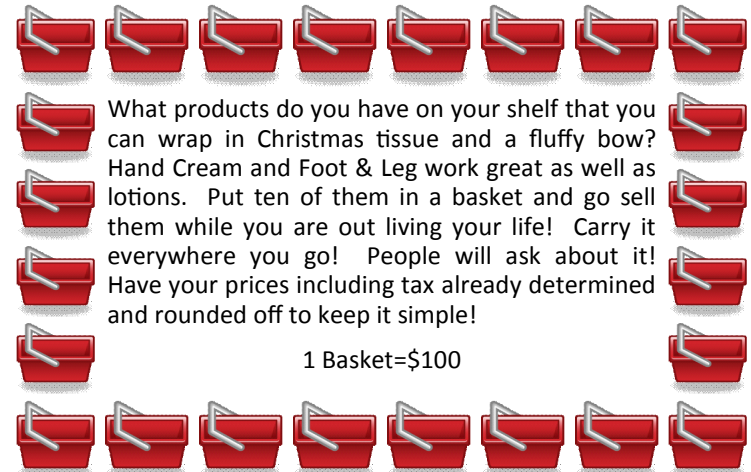 What products do you have on your shelf that you
can wrap in Christmas tissue and a fluffy bow?
Hand Cream and Foot & Leg work great as well as
lotions.  Put ten of them in a basket and go sell
them while you are out living your life!  Carry it
everywhere you go!  People will ask about it!
Have your prices including tax already determined
and rounded off to keep it simple!
1 Basket=$100